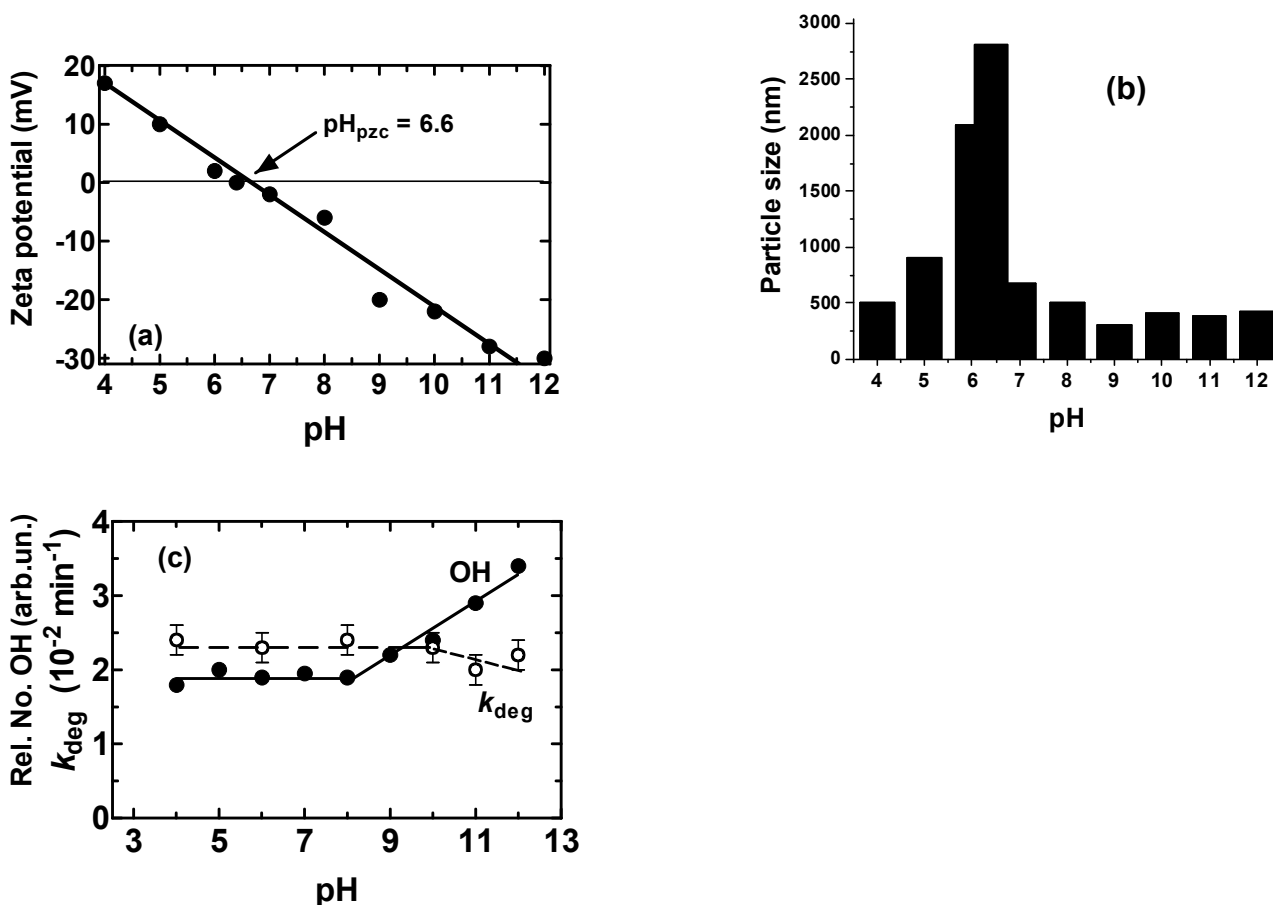 20
10
0
-10
-20
-30
Zeta potential (mV)
pHpzc = 6.6
(a)
4 5 6 7 8 9 10 11 12
pH
3000
2500
2000
1500
1000
500
0
Particle size (nm)
(b)
4 5 6 7 8 9 10 11 12
pH
Rel. No. OH (arb.un.)
kdeg (10-2 min-1)
4
3
2
1
0
(c)
OH
kdeg
3 5 7 9 11 13
pH